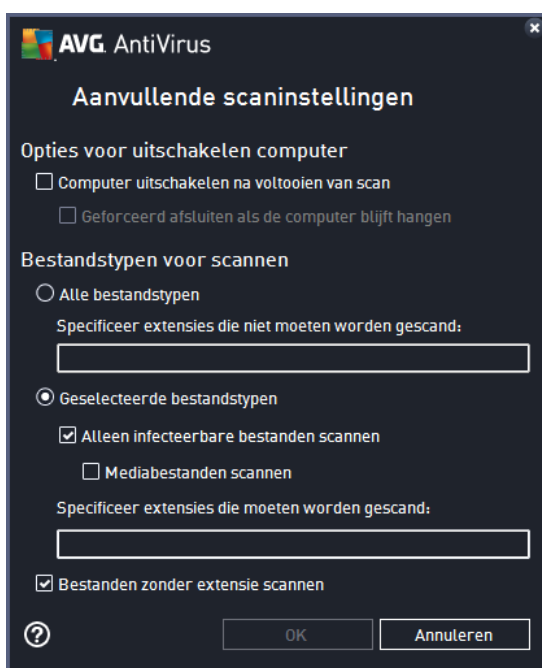 AVG. AntiVirus
Aanvullende scaninstellingen
Opties voor uitschakelen computer
Computer uitschakelen na voltooien van scan
Geforceerd afsluiten als de computer blijft hangen
Bestandstypen voor scannen
Alle bestandstypen
Specificeer extensies die niet moeten worden gescand:
Geselecteerde bestandstypen
Alleen infecteerbare bestanden scannen
Mediabestanden scannen
Specificeer extensies die moeten worden gescand:
Bestanden zonder extensie scannen
? OK Annuleren